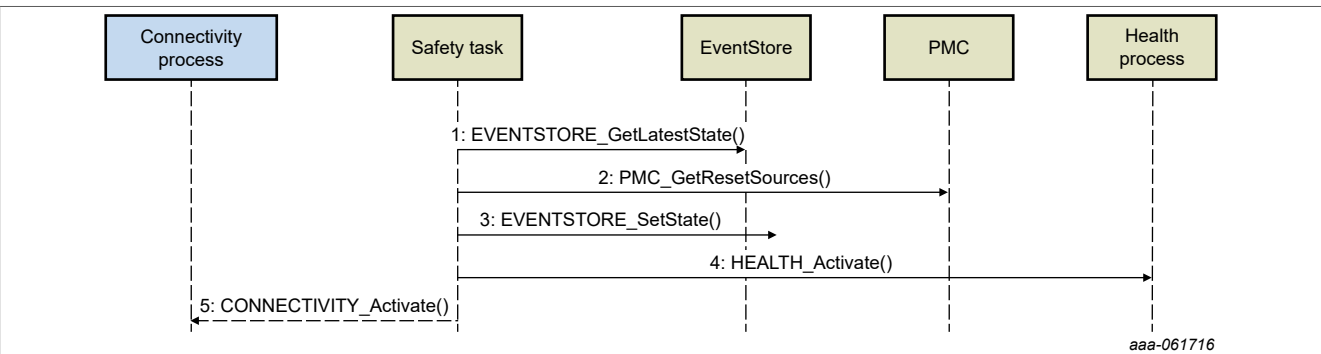 Connectivity
process
Safety task
EventStore
PMC
Health
process
1: EVENTSTORE_GetLatestState()
2: PMC_GetResetSources()
3: EVENTSTORE_SetState()
4: HEALTH_Activate()
5: CONNECTIVITY_Activate()
aaa-061716